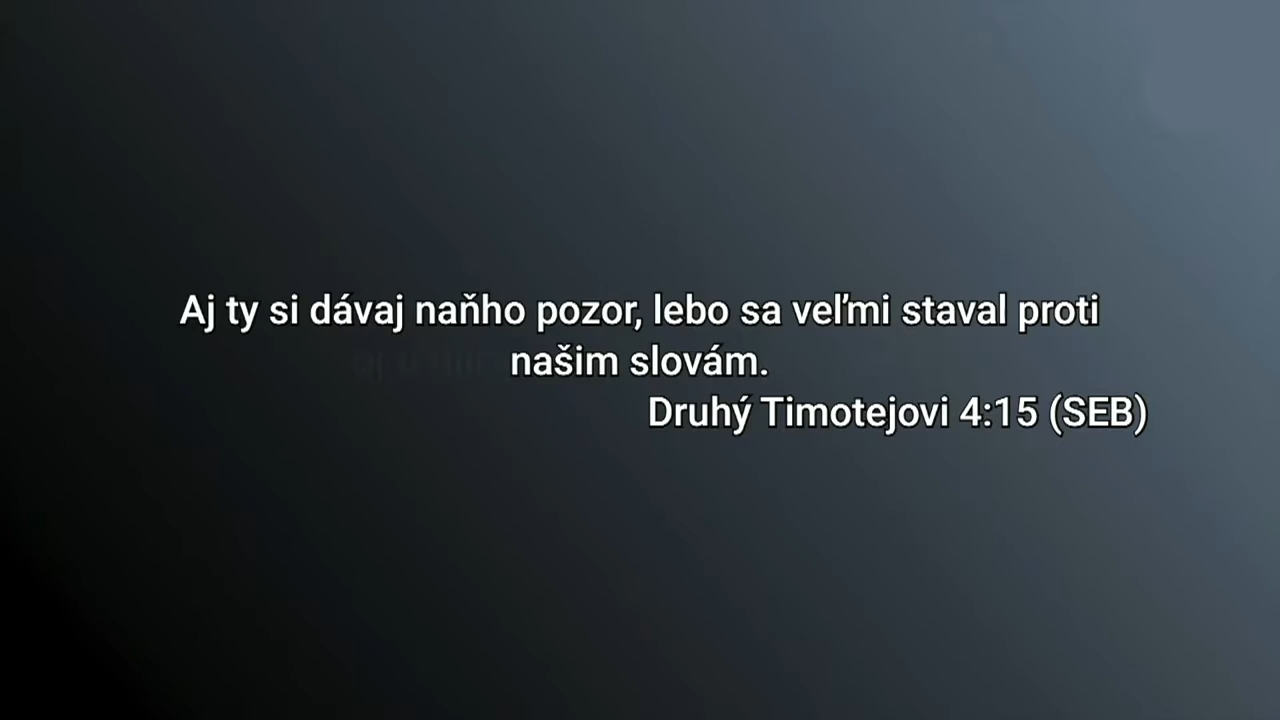 Aj ty si dávaj naňho pozor, lebo sa veľmi staval proti
našim slovám.
Druhý Timotejovi 4:15 (SEB)